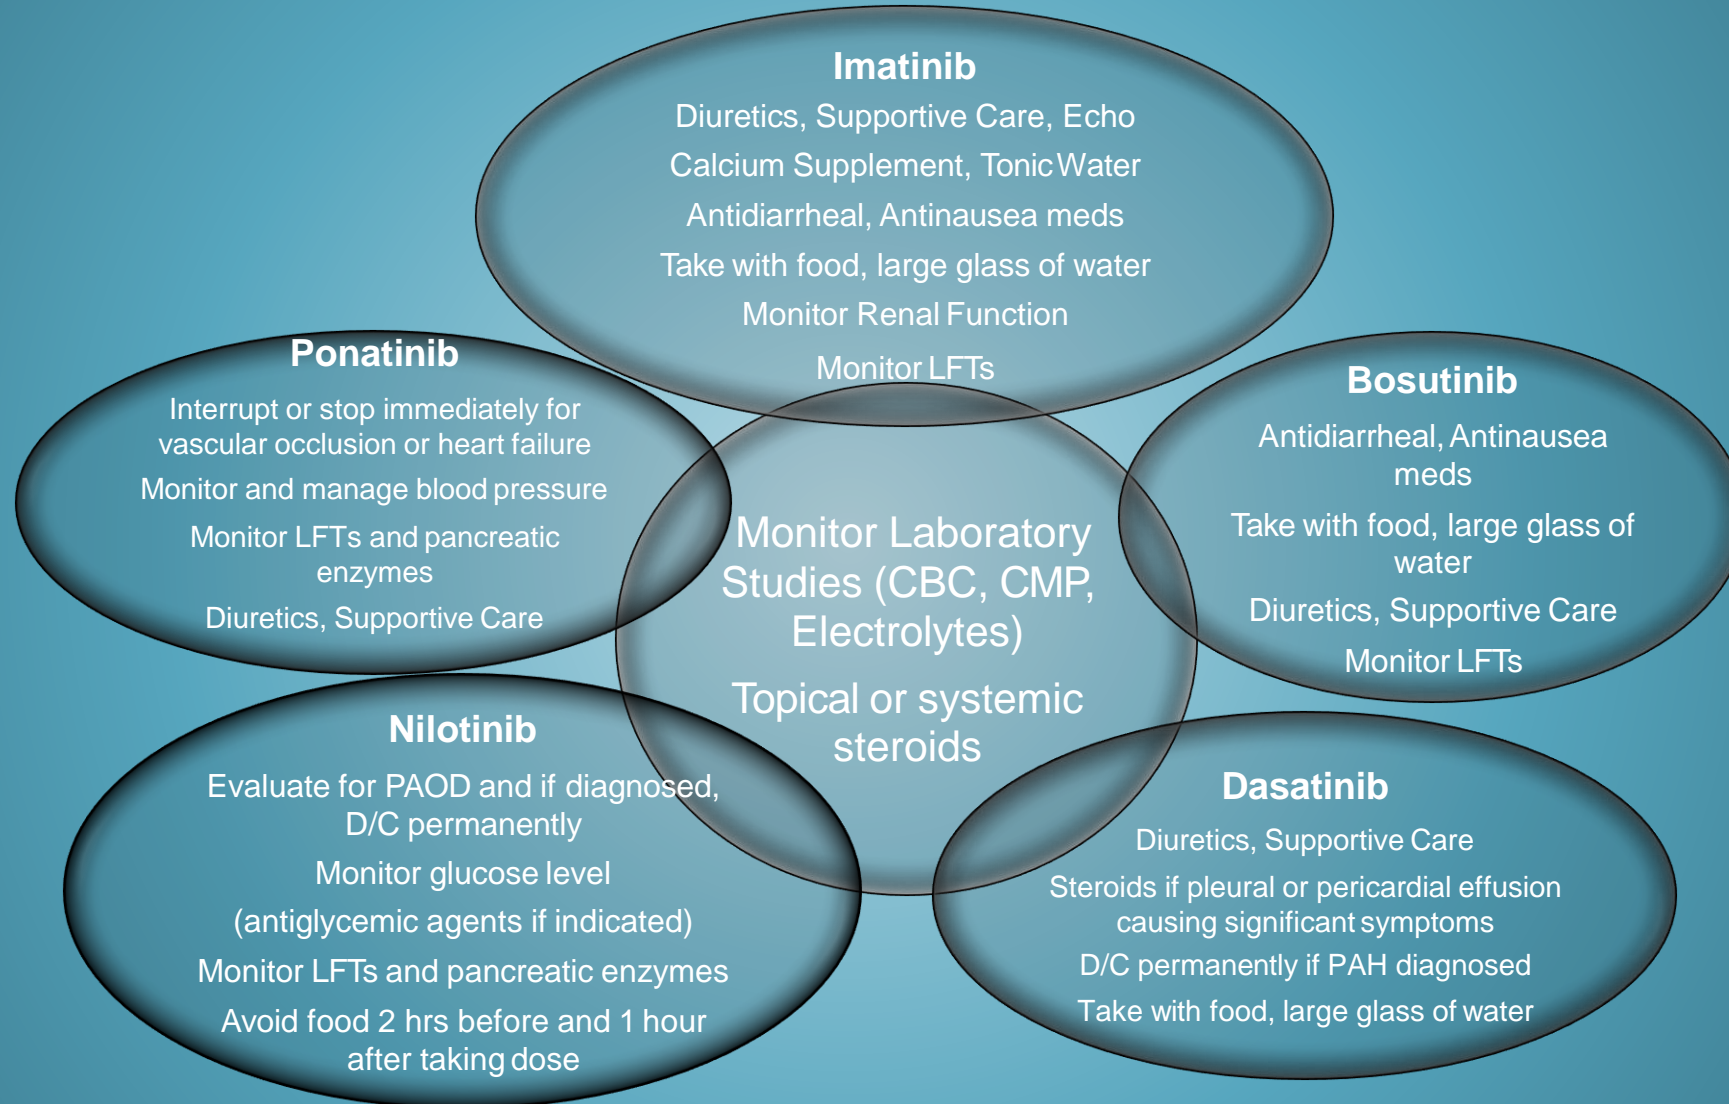 Imatinib
Diuretics, Supportive Care, Echo
Calcium Supplement, Tonic Water
Antidiarrheal, Antinausea meds
Take with food, large glass of water
Monitor Renal Function
Monitor LFTs
Ponatinib
Interrupt or stop immediately for
vascular occlusion or heart failure
Monitor and manage blood pressure
Monitor LFTs and pancreatic
enzymes
Diuretics, Supportive Care
Bosutinib
Antidiarrheal, Antinausea
meds
Take with food, large glass of
water
Diuretics, Supportive Care
Monitor LFTs
Monitor Laboratory
Studies (CBC, CMP,
Electrolytes)
Topical or systemic
steroids
Nilotinib
Evaluate for PAOD and if diagnosed,
D/C permanently
Monitor glucose level
(antiglycemic agents if indicated)
Monitor LFTs and pancreatic enzymes
Avoid food 2 hrs before and 1 hour
after taking dose
Dasatinib
Diuretics, Supportive Care
Steroids if pleural or pericardial effusion
causing significant symptoms
D/C permanently if PAH diagnosed
Take with food, large glass of water